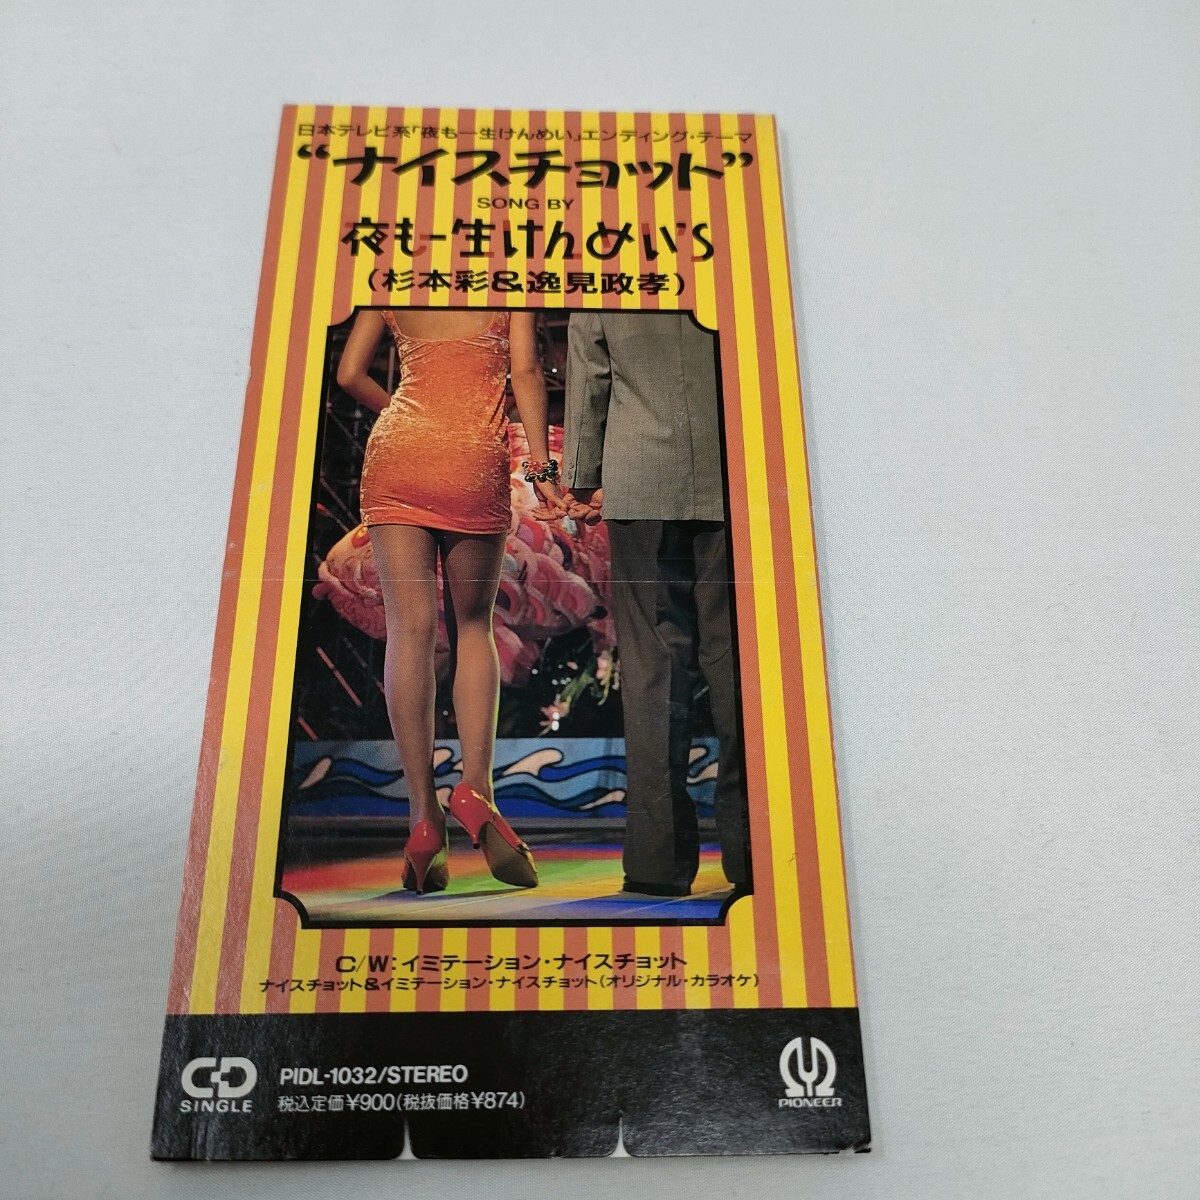 日本テレビ系「夜も一生けんめい」エンディング・テーマ
“ナイスチョット”
SONG BY
夜も一生けんめい'S
(杉本彩&逸見政孝)
C/W:イミテーション・ナイスチョット
ナイスチョット&イミテーション・ナイスチョット(オリジナル・カラオケ)
CD
SINGLE
PIDL-1032/STEREO
税込定価¥900(税抜価格¥874)
PIONEER